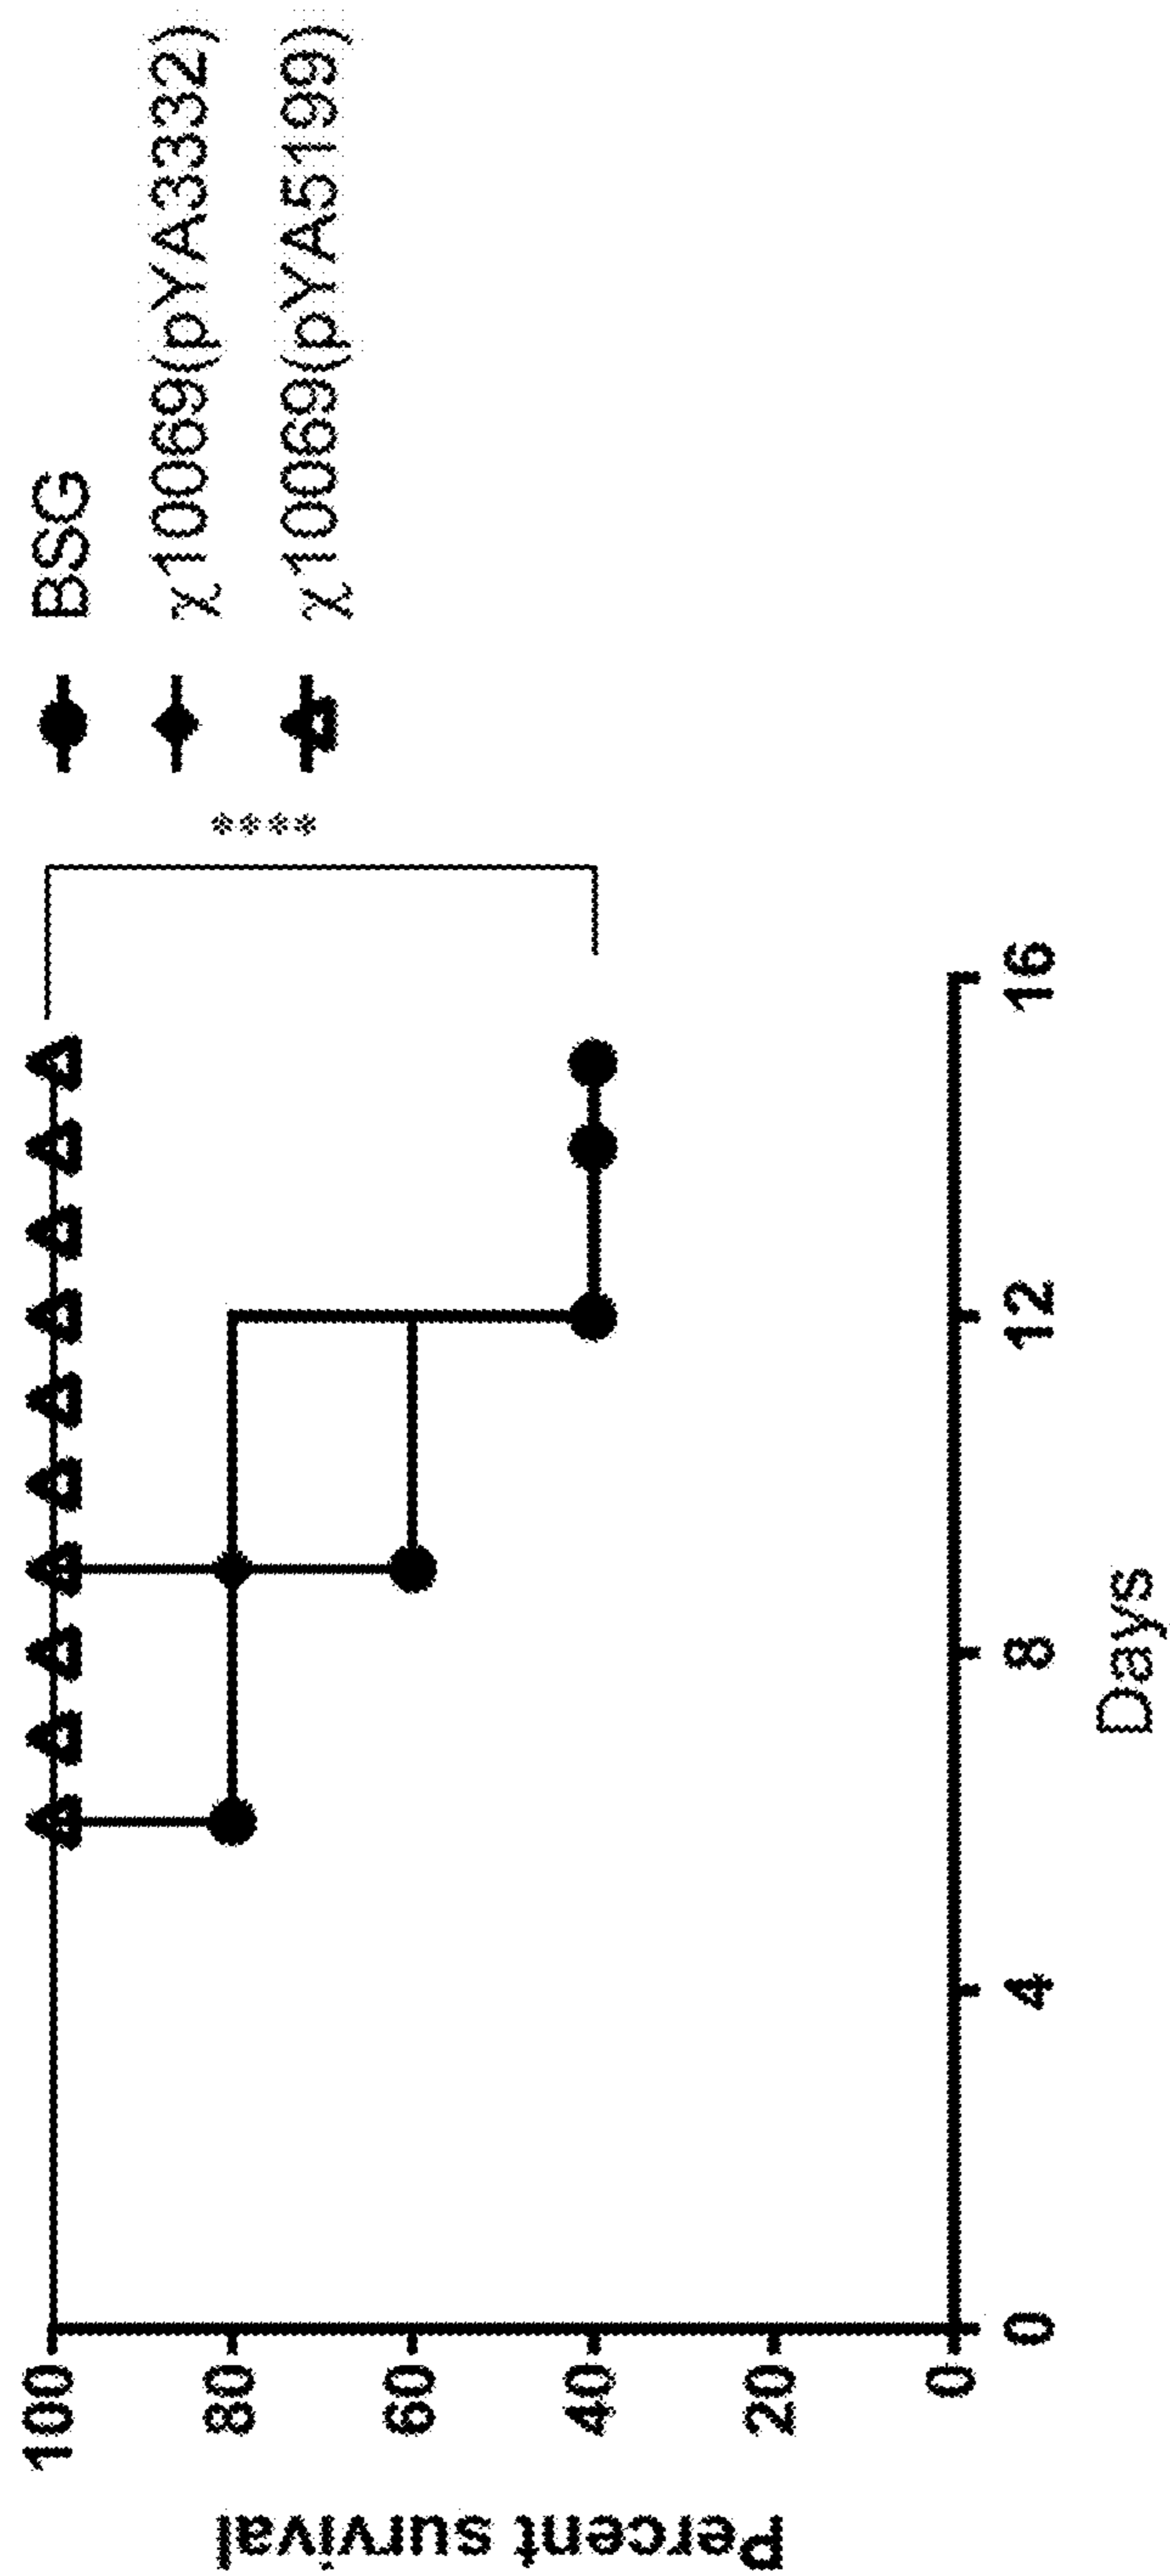 Percent survival
100
80
60
40
20
0
0
4
8
12
16
Days
****
BSG
χ10069(pYA3332)
χ10069(pYA5199)